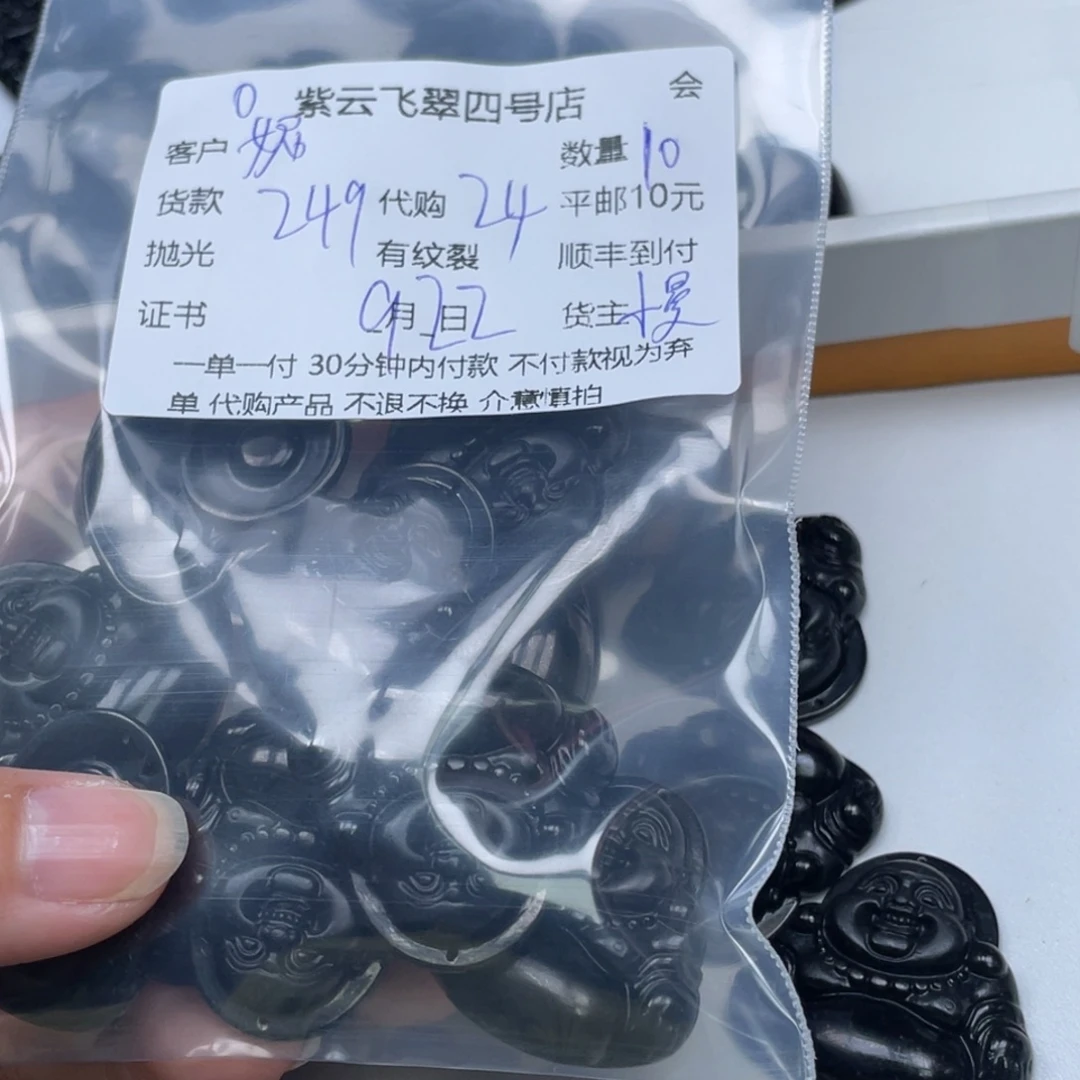 紫云飞翠四号店 会
客户 数量 10
货款 249 代购 24 平邮10元
抛光 有纹裂 顺丰到付
证书 9月22日 货主
一单一付 30分钟内付款 不付款视为弃
单 代购产品 不退不换 介意慎拍